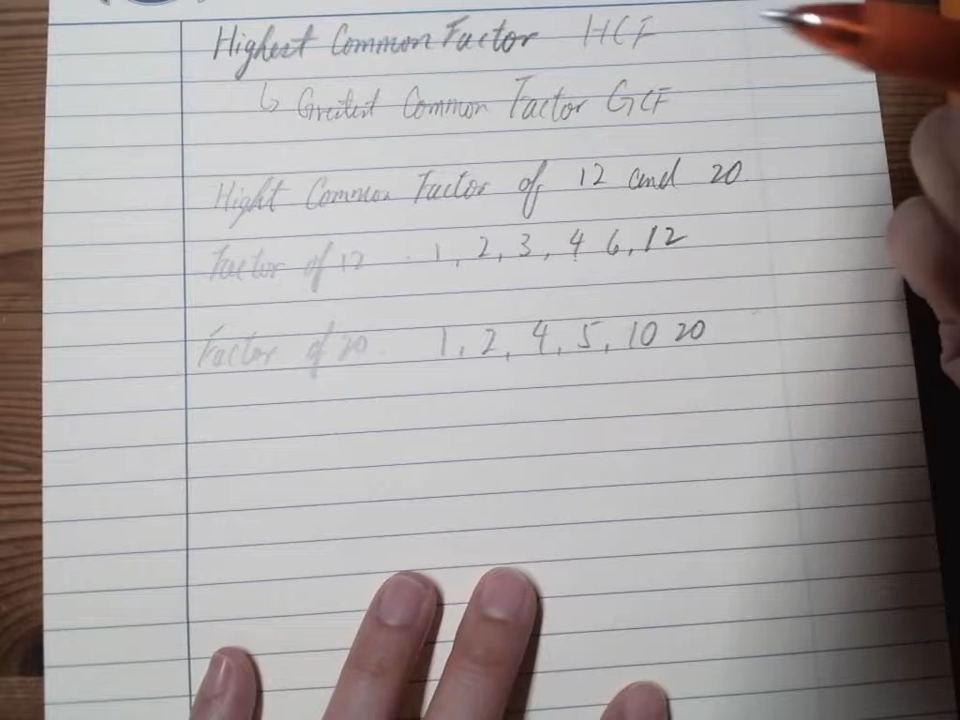 Highest Common Factor HCF
↳ Greatest Common Factor GCF
Hight Common Factor of 12 and 20
Factor of 12 1, 2, 3, 4 6, 12
Factor of 20 1, 2, 4, 5, 10 20